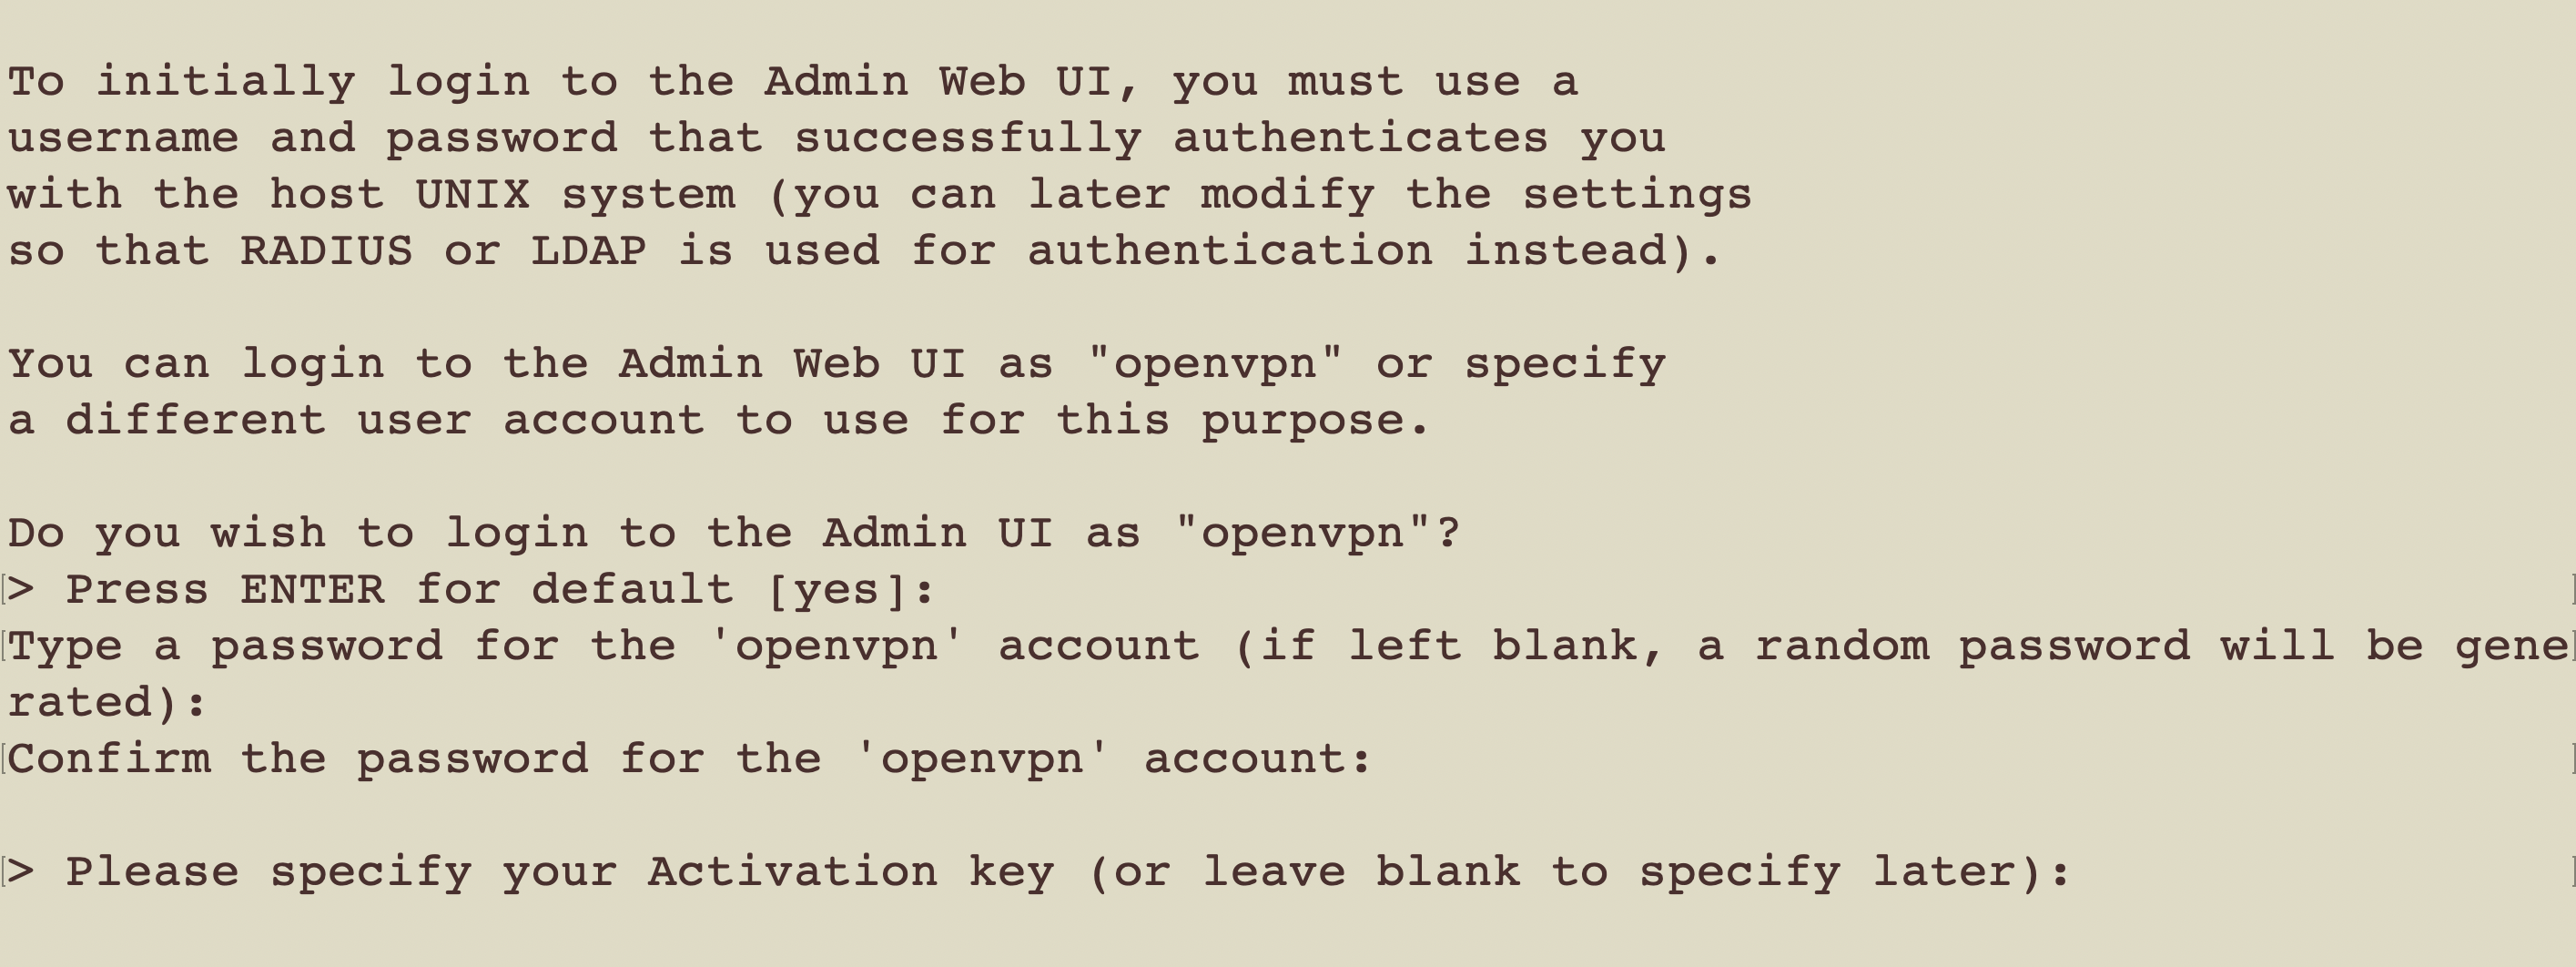 To initially login to the Admin Web UI, you must use a
username and password that successfully authenticates you
with the host UNIX system (you can later modify the settings
so that RADIUS or LDAP is used for authentication instead).
You can login to the Admin Web UI as "openvpn" or specify
a different user account to use for this purpose.
Do you wish to login to the Admin UI as "openvpn"?
> Press ENTER for default [yes]:
Type a password for the 'openvpn' account (if left blank, a random password will be gene
rated):
Confirm the password for the 'openvpn' account:
> Please specify your Activation key (or leave blank to specify later):